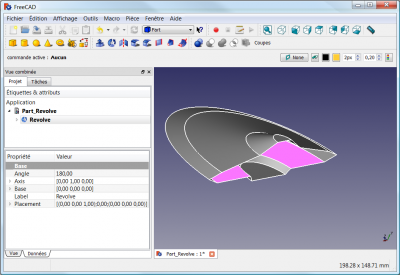 FreeCAD
Fichier Édition Affichage Outils Macro Pièce Fenêtre Aide
Part
Coupes
commande active : Aucun
None
2px
0,20
Vue combinée
Projet Tâches
Étiquettes & attributs
Application
Part_Revolve
Revolve
Propriété Valeur
Base
Angle 180,00
Axis [0,00 1,00 0,00]
Base [0,00 0,00 0,00]
Label Revolve
Placement [(0,00 0,00 1,00);0,00;(0,00 0,00 0,00)]
Vue Données
Part_Revolve : 1*
198.28 x 148.71 mm